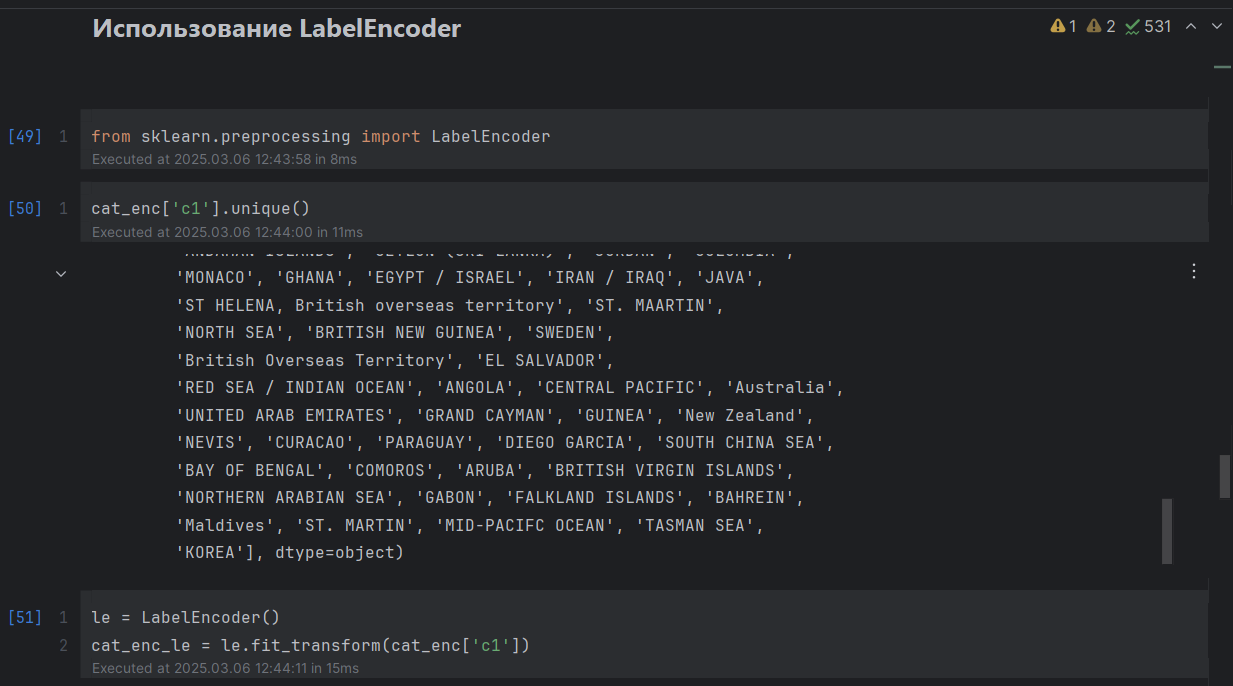 Использование LabelEncoder
1 2 531
[49] 1 from sklearn.preprocessing import LabelEncoder
Executed at 2025.03.06 12:43:58 in 8ms
[50] 1 cat_enc['c1'].unique()
Executed at 2025.03.06 12:44:00 in 11ms
'MONACO', 'GHANA', 'EGYPT / ISRAEL', 'IRAN / IRAQ', 'JAVA',
'ST HELENA, British overseas territory', 'ST. MAARTIN',
'NORTH SEA', 'BRITISH NEW GUINEA', 'SWEDEN',
'British Overseas Territory', 'EL SALVADOR',
'RED SEA / INDIAN OCEAN', 'ANGOLA', 'CENTRAL PACIFIC', 'Australia',
'UNITED ARAB EMIRATES', 'GRAND CAYMAN', 'GUINEA', 'New Zealand',
'NEVIS', 'CURACAO', 'PARAGUAY', 'DIEGO GARCIA', 'SOUTH CHINA SEA',
'BAY OF BENGAL', 'COMOROS', 'ARUBA', 'BRITISH VIRGIN ISLANDS',
'NORTHERN ARABIAN SEA', 'GABON', 'FALKLAND ISLANDS', 'BAHREIN',
'Maldives', 'ST. MARTIN', 'MID-PACIFC OCEAN', 'TASMAN SEA',
'KOREA'], dtype=object)
[51] 1 le = LabelEncoder()
2 cat_enc_le = le.fit_transform(cat_enc['c1'])
Executed at 2025.03.06 12:44:11 in 15ms